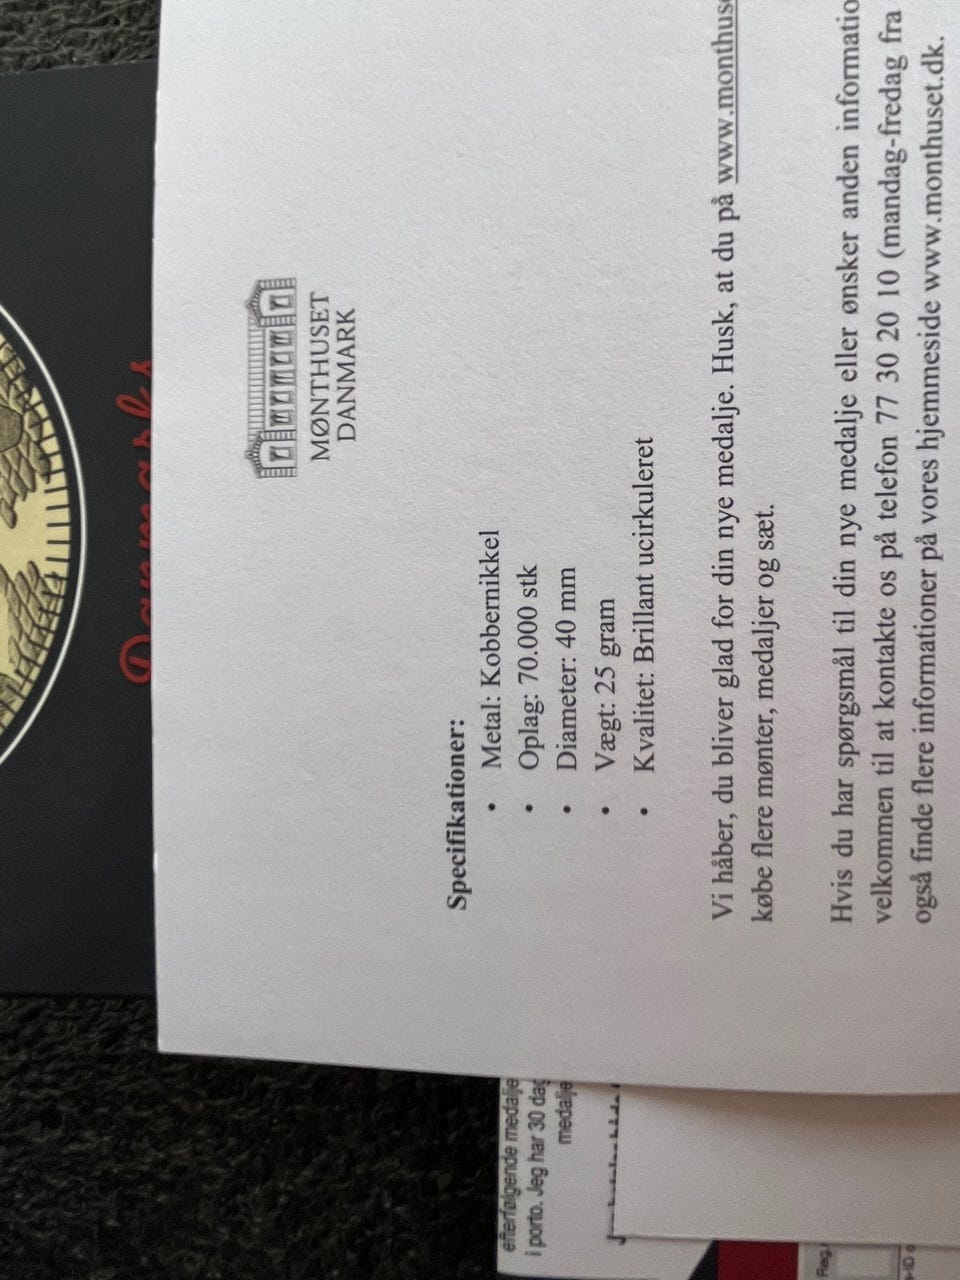 Danmarks
MØNTHUSET
DANMARK
Specifikationer:
• Metal: Kobbernikkel
• Oplag: 70.000 stk
• Diameter: 40 mm
• Vægt: 25 gram
• Kvalitet: Brillant ucirkuleret
Vi håber, du bliver glad for din nye medalje. Husk, at du på www.monthuse
købe flere mønter, medaljer og sæt.
Hvis du har spørgsmål til din nye medalje eller ønsker anden informatio
velkommen til at kontakte os på telefon 77 30 20 10 (mandag-fredag fra
også finde flere informationer på vores hjemmeside www.monthuset.dk.
efterfølgende medalje
i porto. Jeg har 30 dag
medalje
Reg.